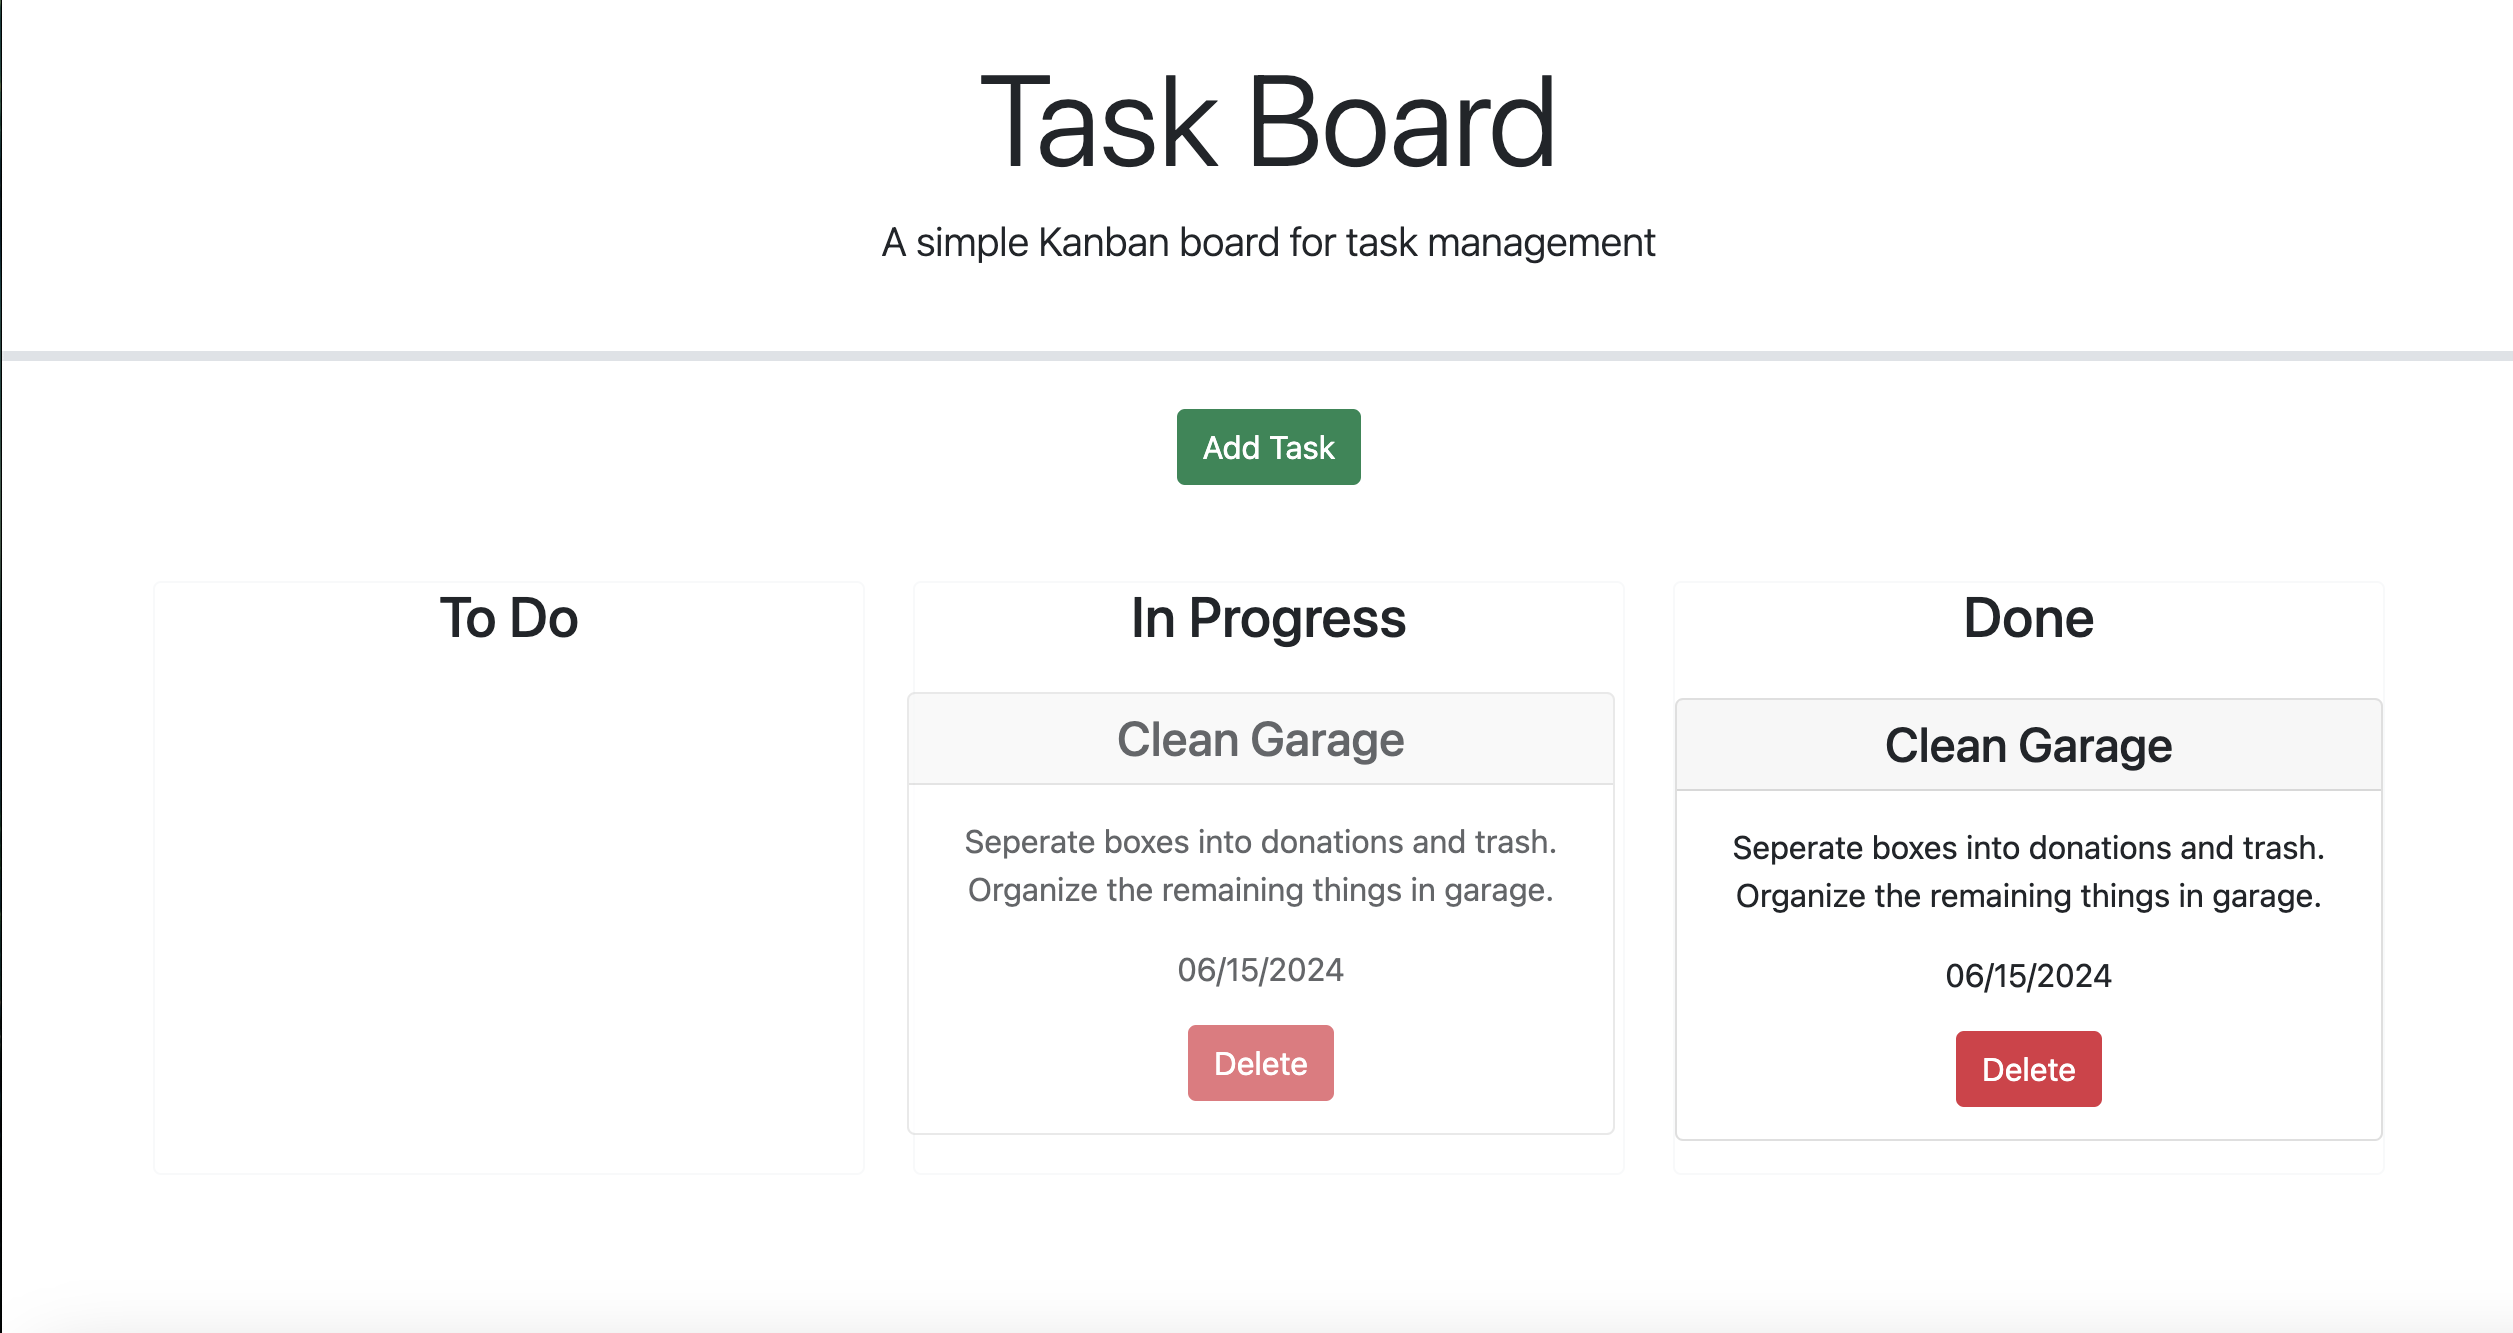 Task Board
A simple Kanban board for task management
Add Task
To Do
In Progress
Clean Garage
Seperate boxes into donations and trash.
Organize the remaining things in garage.
06/15/2024
Delete
Done
Clean Garage
Seperate boxes into donations and trash.
Organize the remaining things in garage.
06/15/2024
Delete